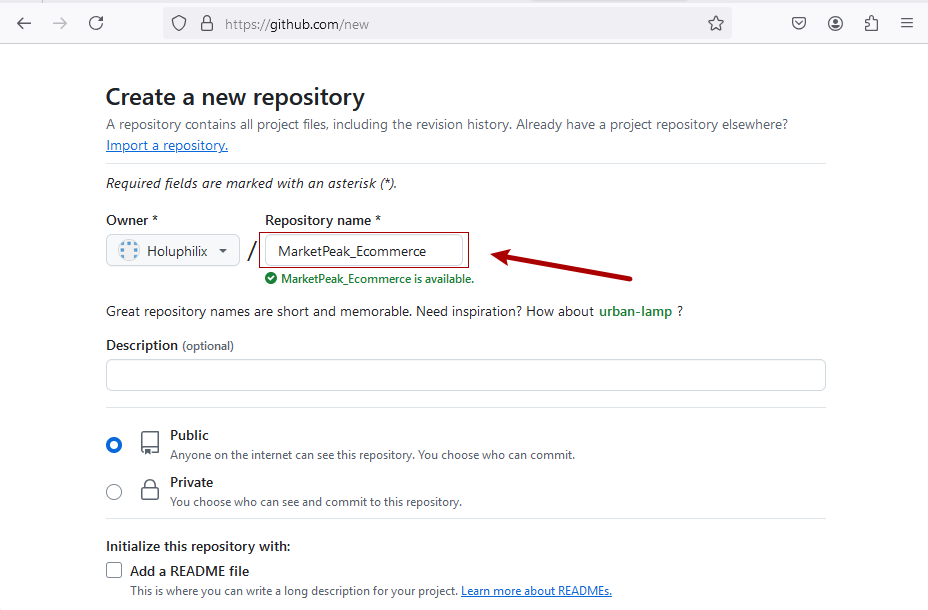 https://github.com/new
Create a new repository
A repository contains all project files, including the revision history. Already have a project repository elsewhere?
Import a repository.
Required fields are marked with an asterisk (*).
Owner * Repository name *
Holuphilix / MarketPeak_Ecommerce
MarketPeak_Ecommerce is available.
Great repository names are short and memorable. Need inspiration? How about urban-lamp ?
Description (optional)
Public
Anyone on the internet can see this repository. You choose who can commit.
Private
You choose who can see and commit to this repository.
Initialize this repository with:
Add a README file
This is where you can write a long description for your project. Learn more about READMEs.